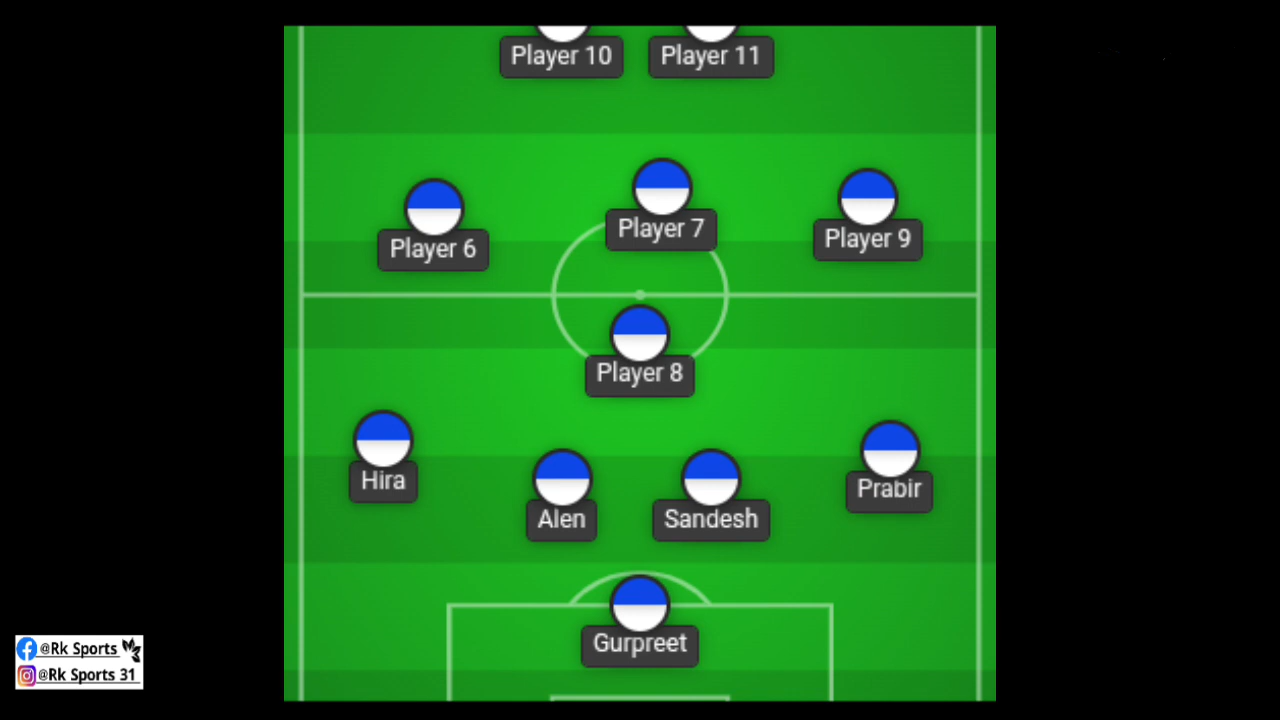 Player 10
Player 11
Player 7
Player 6
Player 9
Player 8
Hira
Prabir
Alen
Sandesh
Gurpreet
@Rk Sports
@Rk Sports 31